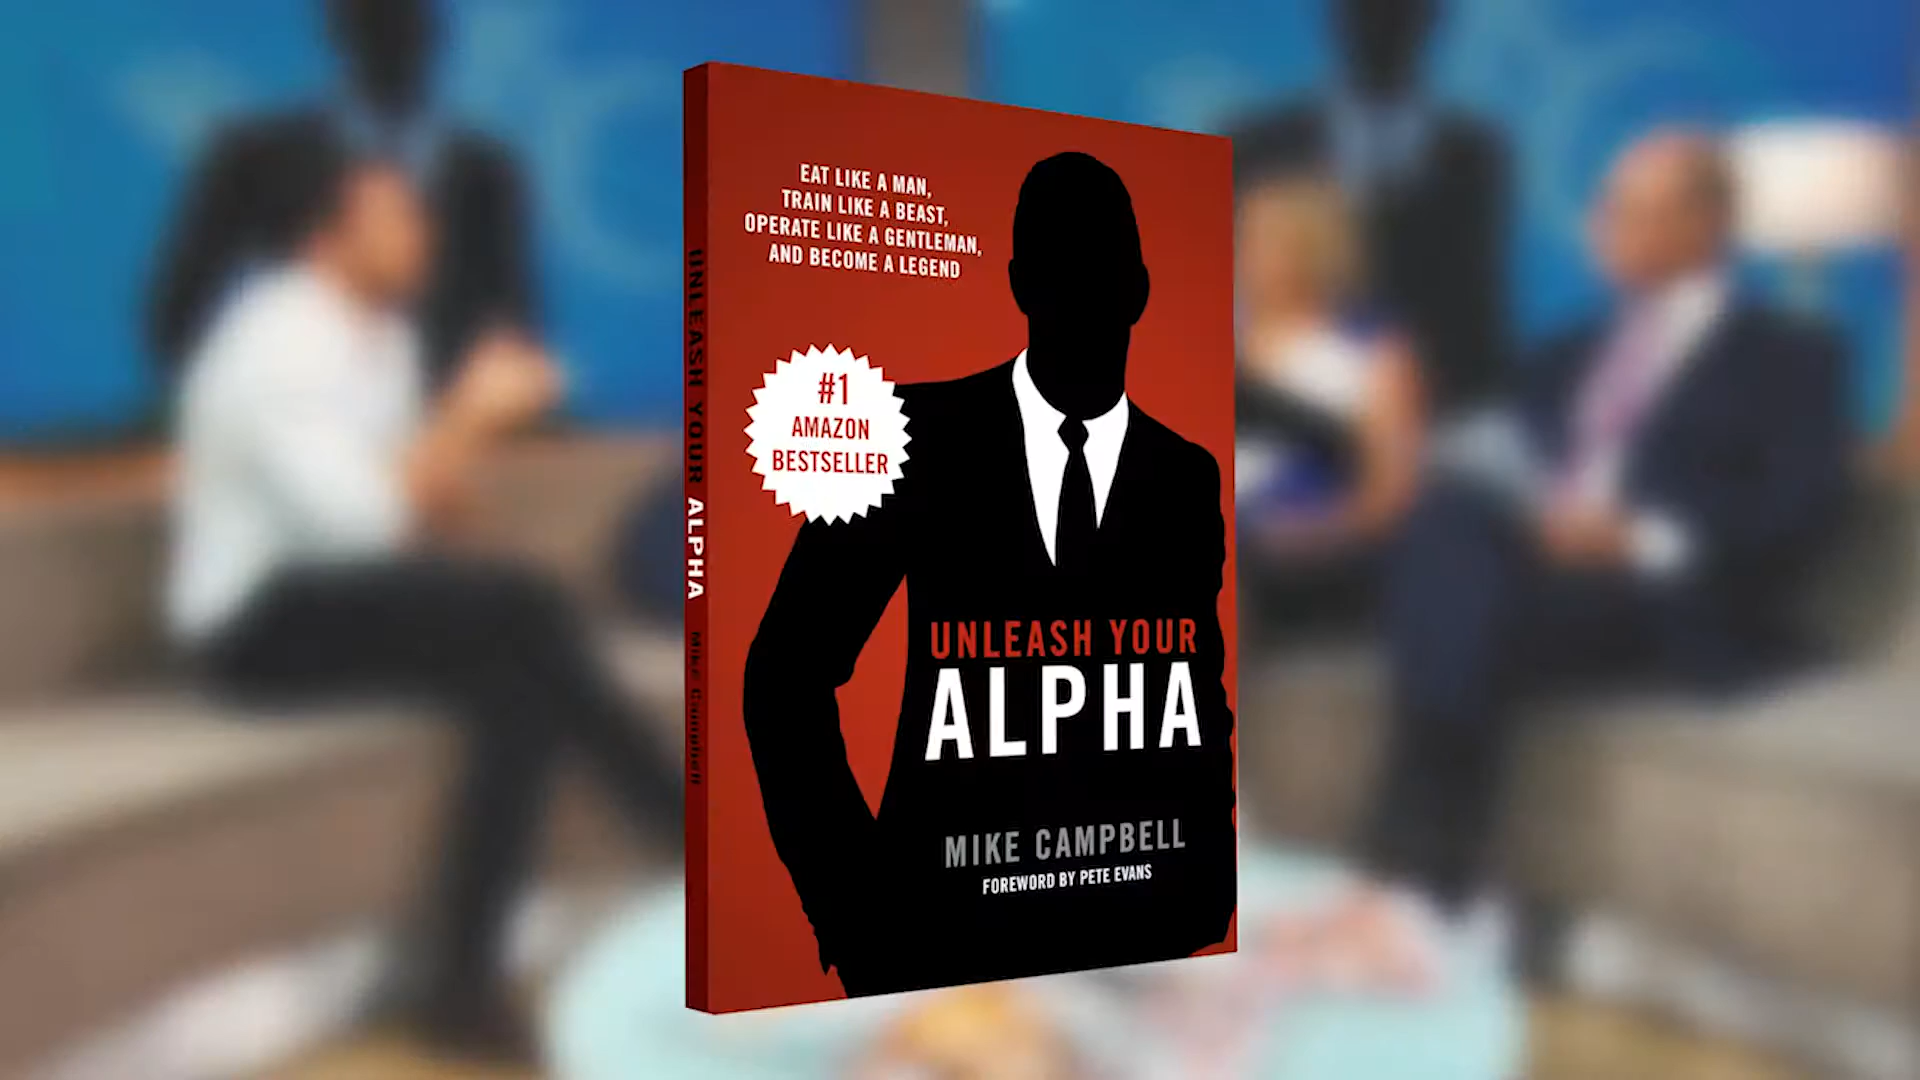 EAT LIKE A MAN,
TRAIN LIKE A BEAST,
OPERATE LIKE A GENTLEMAN,
AND BECOME A LEGEND
#1
AMAZON
BESTSELLER
UNLEASH YOUR
ALPHA
MIKE CAMPBELL
FOREWORD BY PETE EVANS
UNLEASH YOUR ALPHA Mike Campbell